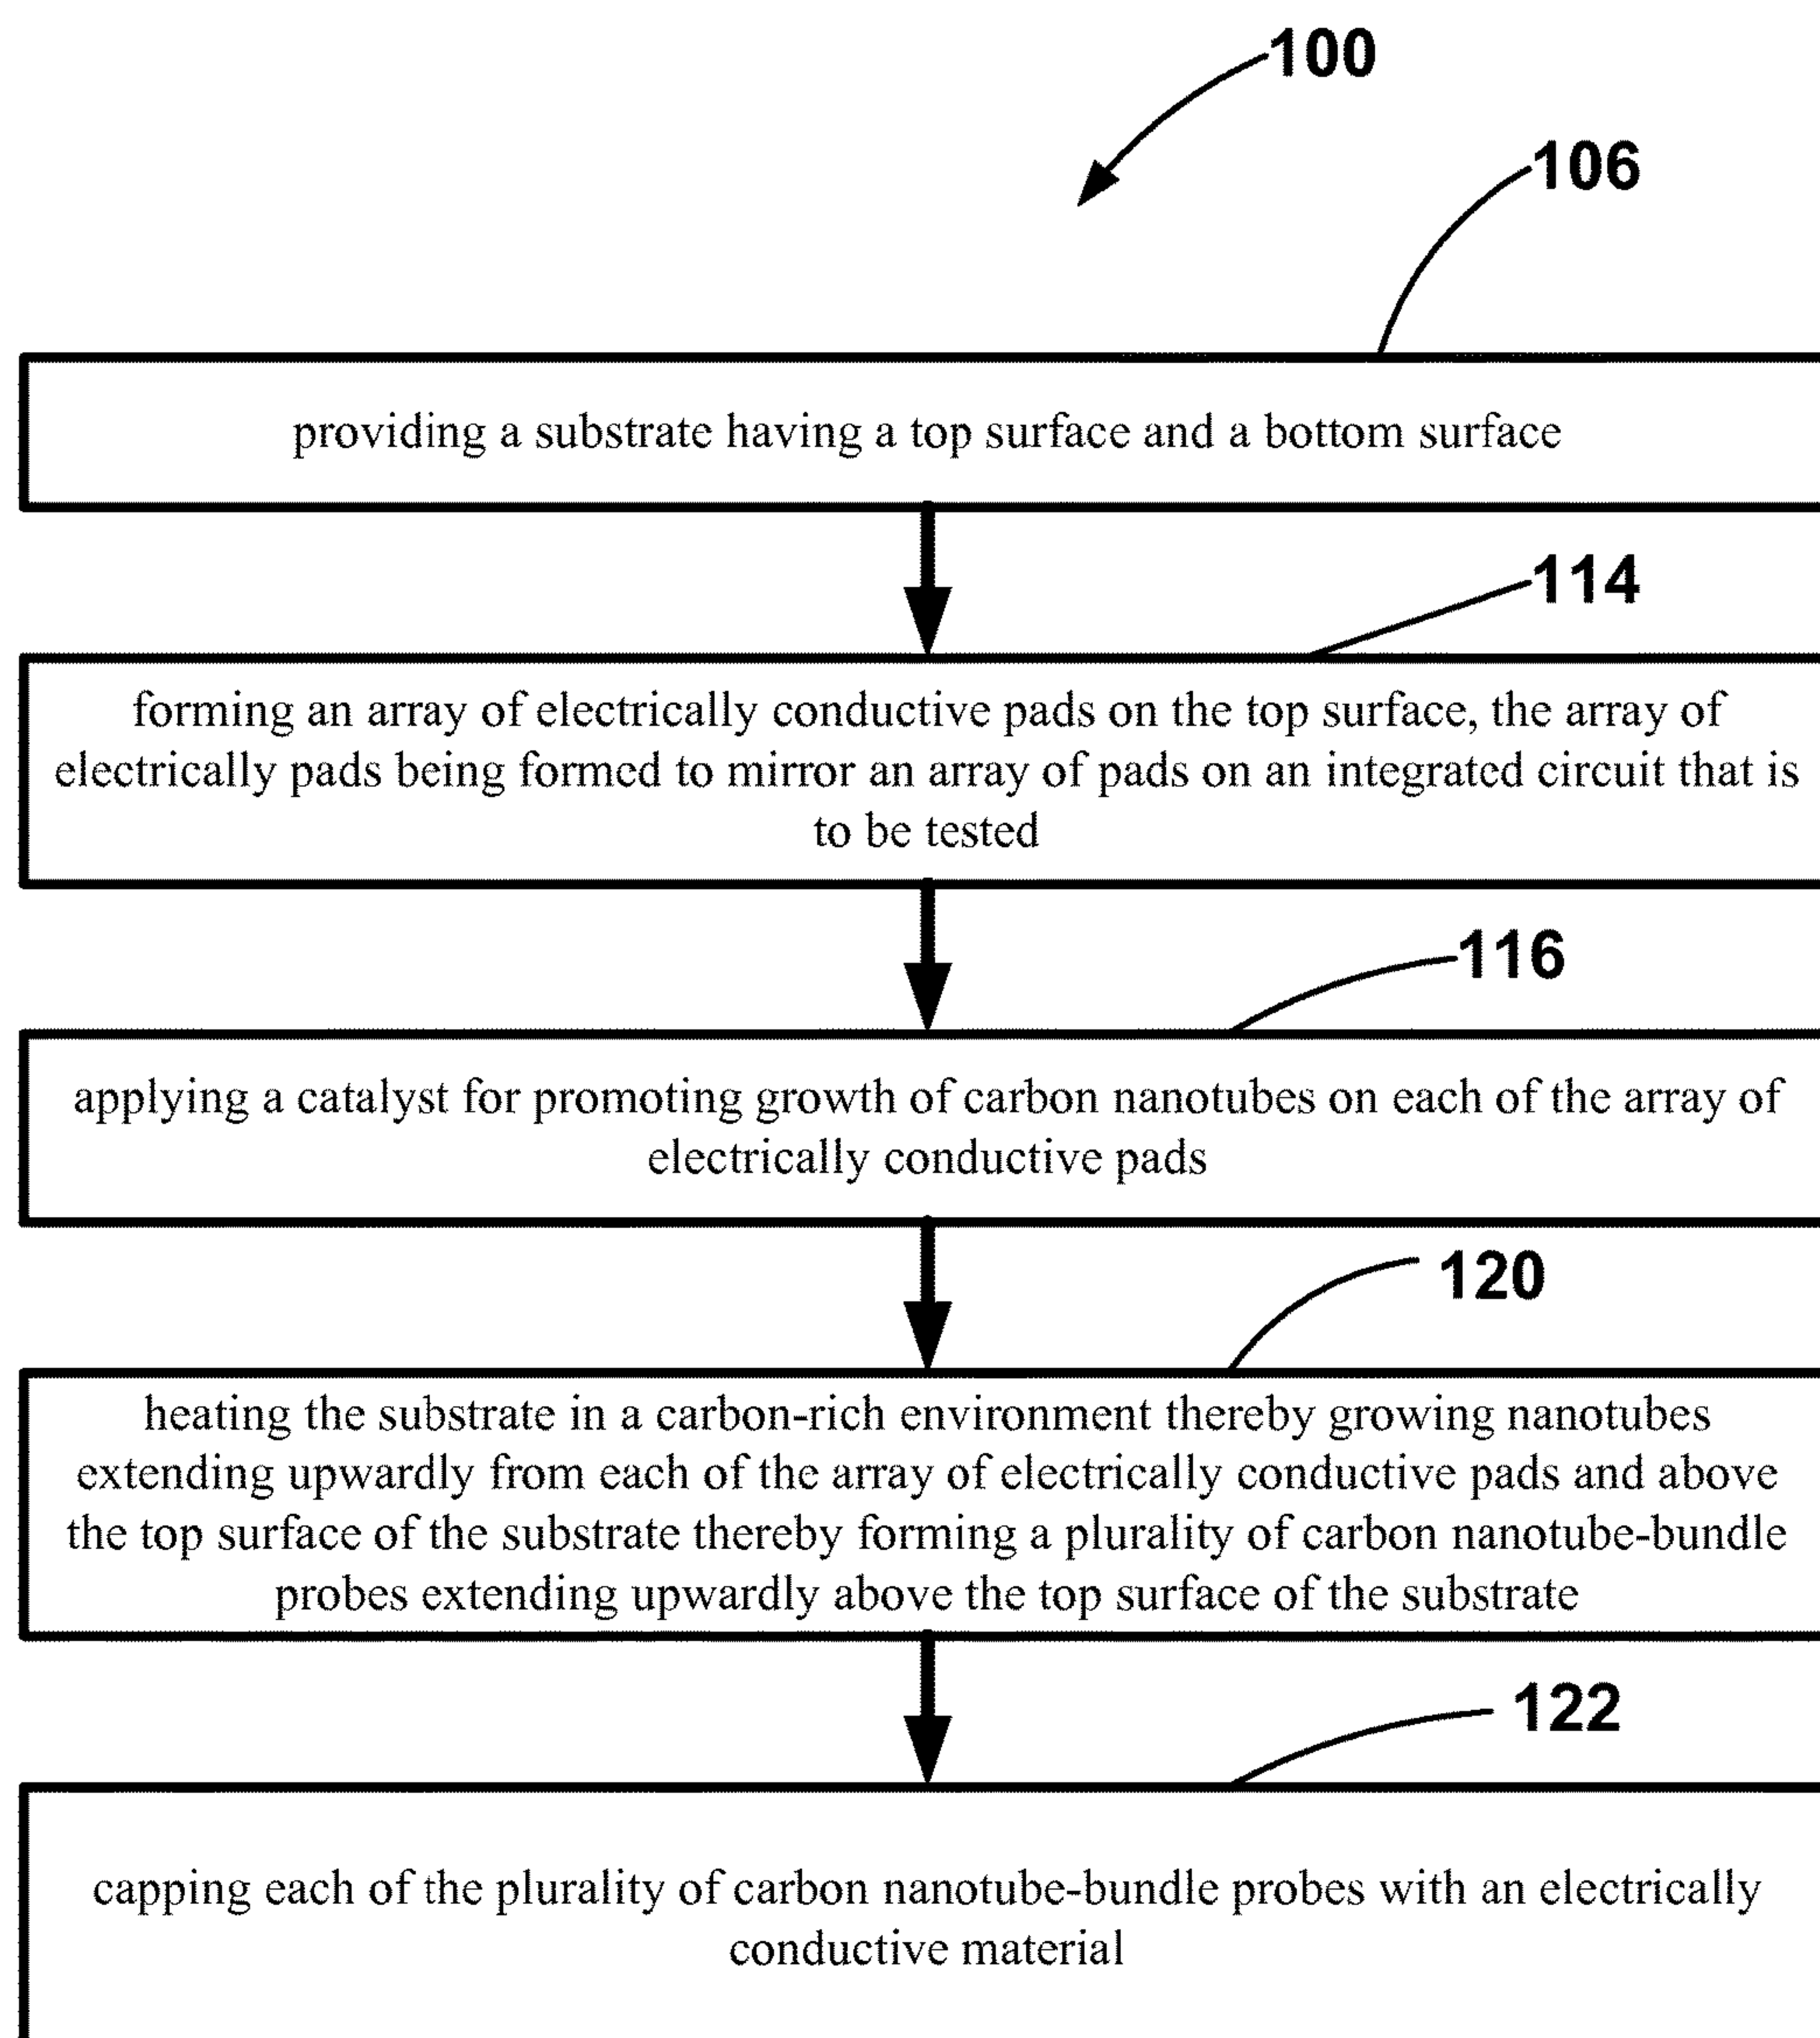 100
106
providing a substrate having a top surface and a bottom surface
114
forming an array of electrically conductive pads on the top surface, the array of
electrically pads being formed to mirror an array of pads on an integrated circuit that is
to be tested
116
applying a catalyst for promoting growth of carbon nanotubes on each of the array of
electrically conductive pads
120
heating the substrate in a carbon-rich environment thereby growing nanotubes
extending upwardly from each of the array of electrically conductive pads and above
the top surface of the substrate thereby forming a plurality of carbon nanotube-bundle
probes extending upwardly above the top surface of the substrate
122
capping each of the plurality of carbon nanotube-bundle probes with an electrically
conductive material